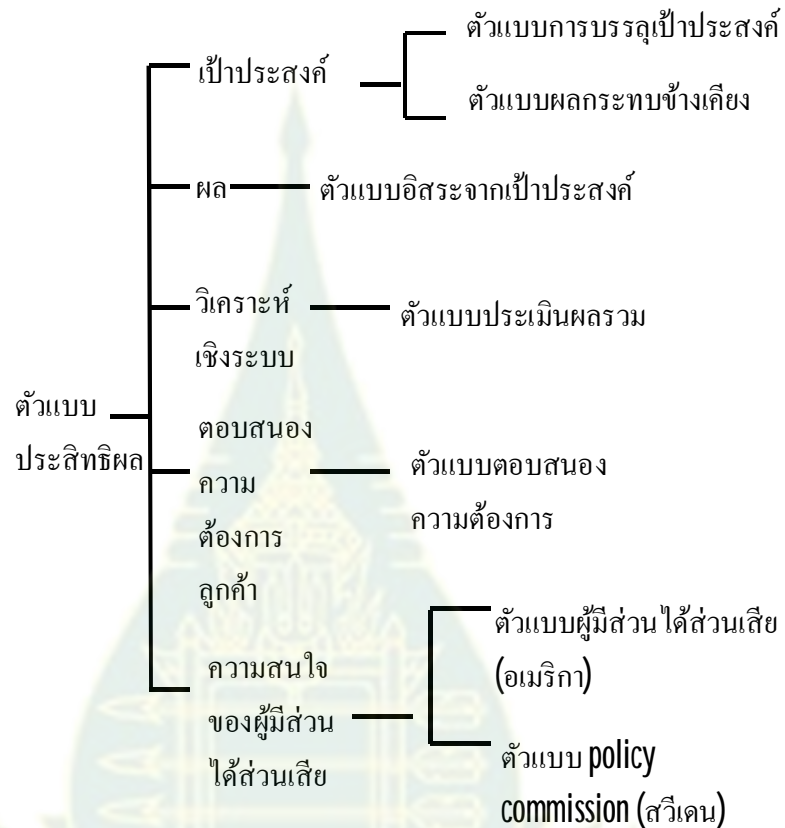 ตัวแบบ
ประสิทธิผล
เป้าประสงค์
ตัวแบบการบรรลุเป้าประสงค์
ตัวแบบผลกระทบข้างเคียง
ผล
ตัวแบบอิสระจากเป้าประสงค์
วิเคราะห์
เชิงระบบ
ตัวแบบประเมินผลรวม
ตอบสนอง
ความ
ต้องการ
ลูกค้า
ตัวแบบตอบสนอง
ความต้องการ
ความสนใจ
ของผู้มีส่วน
ได้ส่วนเสีย
ตัวแบบผู้มีส่วนได้ส่วนเสีย
(อเมริกา)
ตัวแบบ policy
commission (สวีเดน)